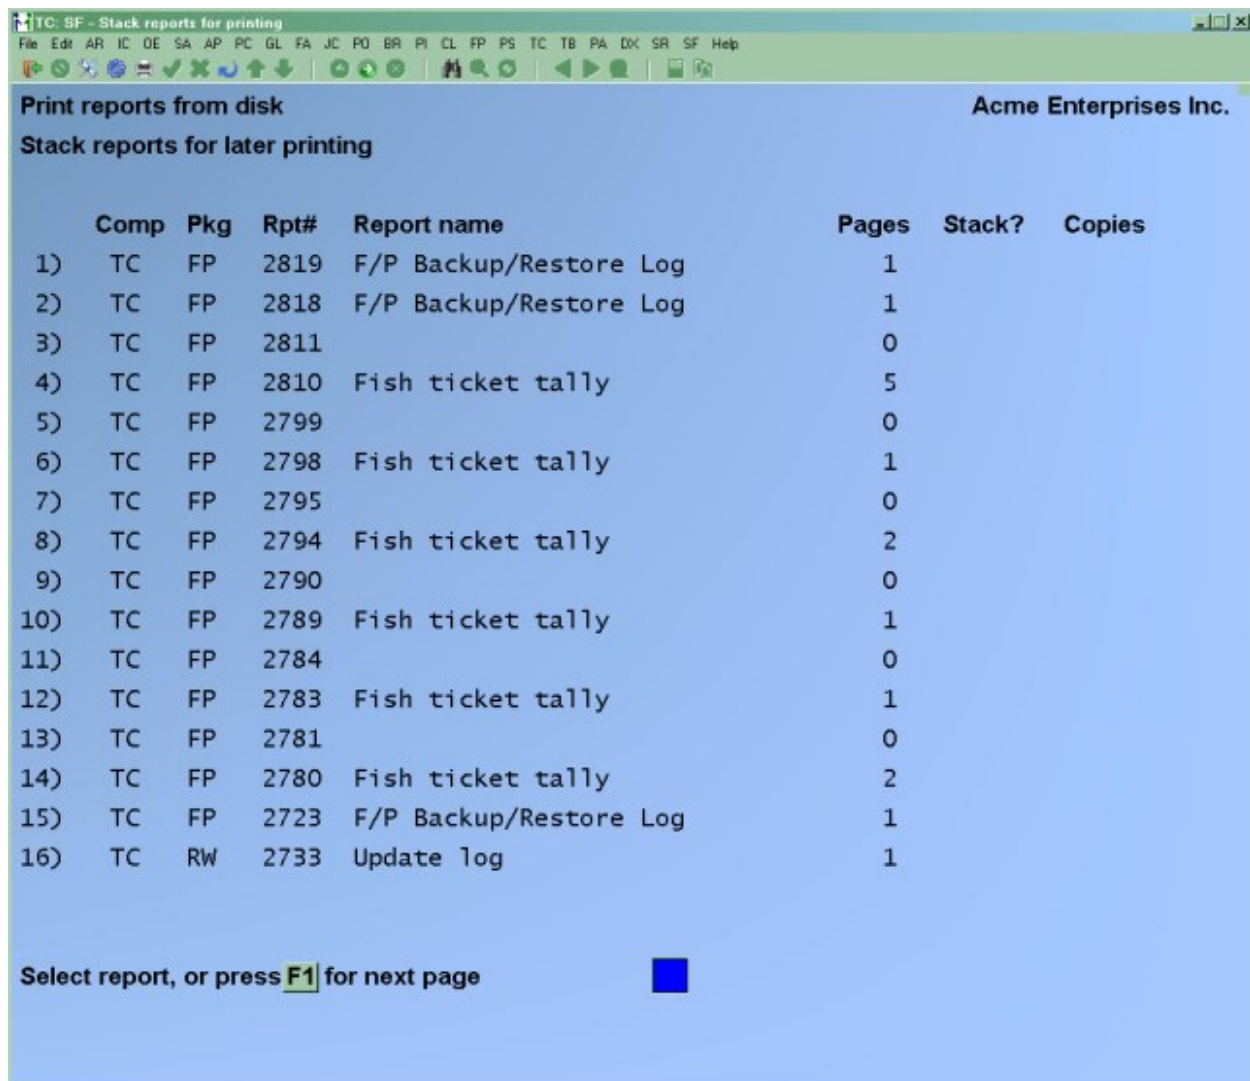 TC: SF - Stack reports for printing
File Edit AR IC OE SA AP PC GL FA JC PO BR PI CL FP PS TC TB PA DX SR SF Help
Print reports from disk Acme Enterprises Inc.
Stack reports for later printing
Comp Pkg Rpt# Report name Pages Stack? Copies
1) TC FP 2819 F/P Backup/Restore Log 1
2) TC FP 2818 F/P Backup/Restore Log 1
3) TC FP 2811 0
4) TC FP 2810 Fish ticket tally 5
5) TC FP 2799 0
6) TC FP 2798 Fish ticket tally 1
7) TC FP 2795 0
8) TC FP 2794 Fish ticket tally 2
9) TC FP 2790 0
10) TC FP 2789 Fish ticket tally 1
11) TC FP 2784 0
12) TC FP 2783 Fish ticket tally 1
13) TC FP 2781 0
14) TC FP 2780 Fish ticket tally 2
15) TC FP 2723 F/P Backup/Restore Log 1
16) TC RW 2733 Update log 1
Select report, or press F1 for next page